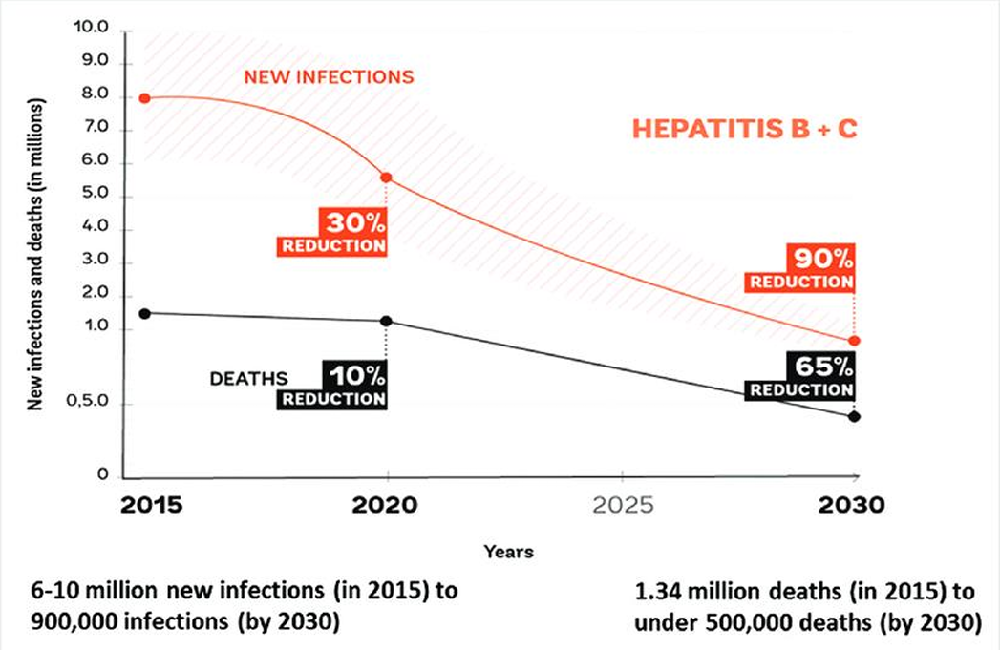 10.0
9.0
8.0
7.0
6.0
5.0
4.0
3.0
2.0
1.0
0,5.0
0
New infections and deaths (in millions)
NEW INFECTIONS
HEPATITIS B + C
30%
REDUCTION
90%
REDUCTION
DEATHS
10%
REDUCTION
65%
REDUCTION
2015 2020 2025 2030
Years
6-10 million new infections (in 2015) to
900,000 infections (by 2030)
1.34 million deaths (in 2015) to
under 500,000 deaths (by 2030)